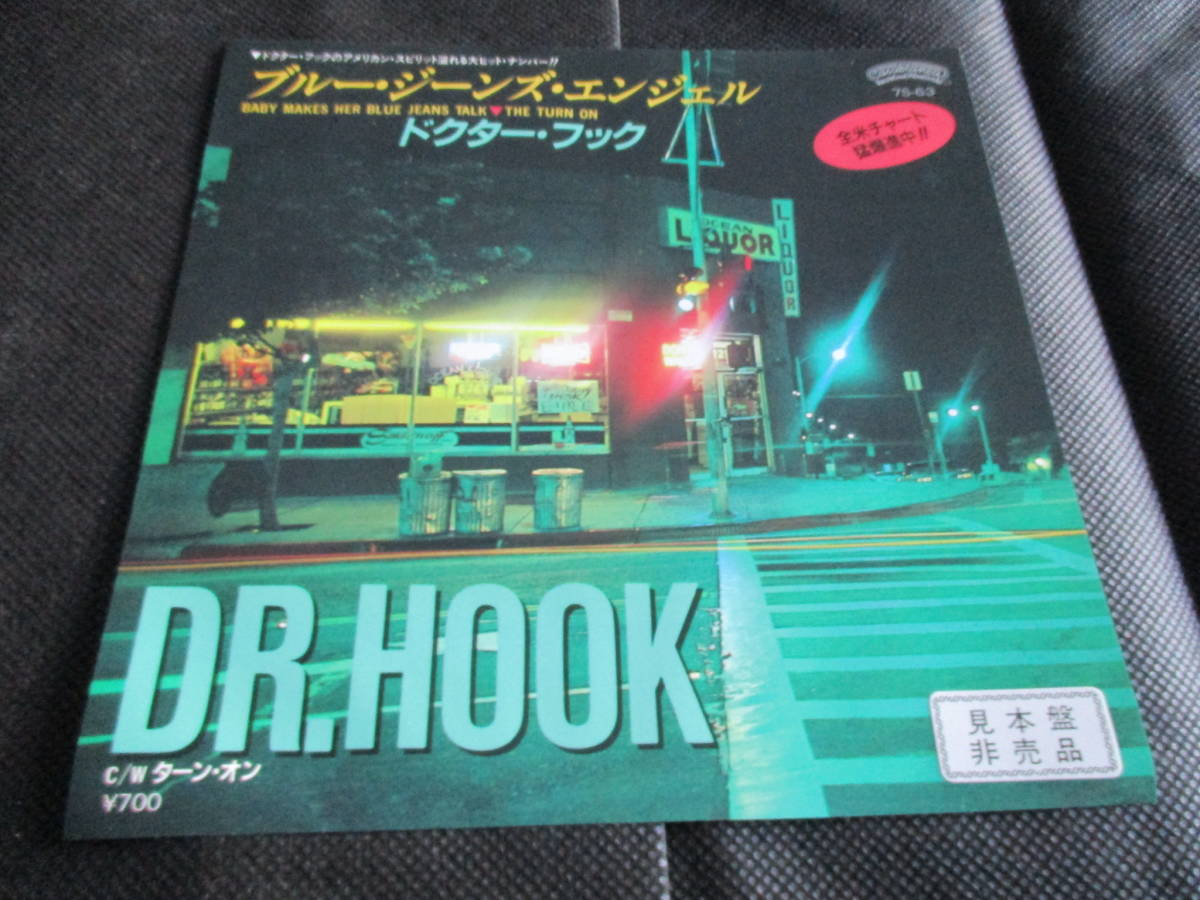 ▼ドクター・フックのアメリカン・スピリット溢れる大ヒット・ナンバー!!
ブルー・ジーンズ・エンジェル
BABY MAKES HER BLUE JEANS TALK▼THE TURN ON
ドクター・フック
7S-63
全米チャート
猛爆進中!!
OCEAN
LIQUOR
LIQUOR
DR.HOOK
C/W ターン・オン
¥700
見本盤
非売品